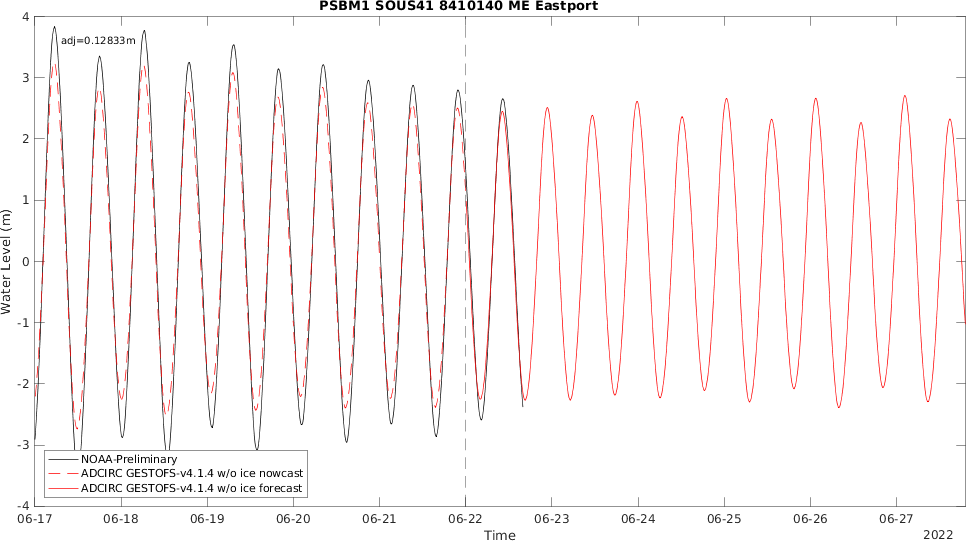 PSBM1 SOUS41 8410140 ME Eastport
adj=0.12833m
Water Level (m)
4
3
2
1
0
-1
-2
-3
-4
NOAA-Preliminary
ADCIRC GESTOFS-v4.1.4 w/o ice nowcast
ADCIRC GESTOFS-v4.1.4 w/o ice forecast
06-17 06-18 06-19 06-20 06-21 06-22 06-23 06-24 06-25 06-26 06-27
Time
2022